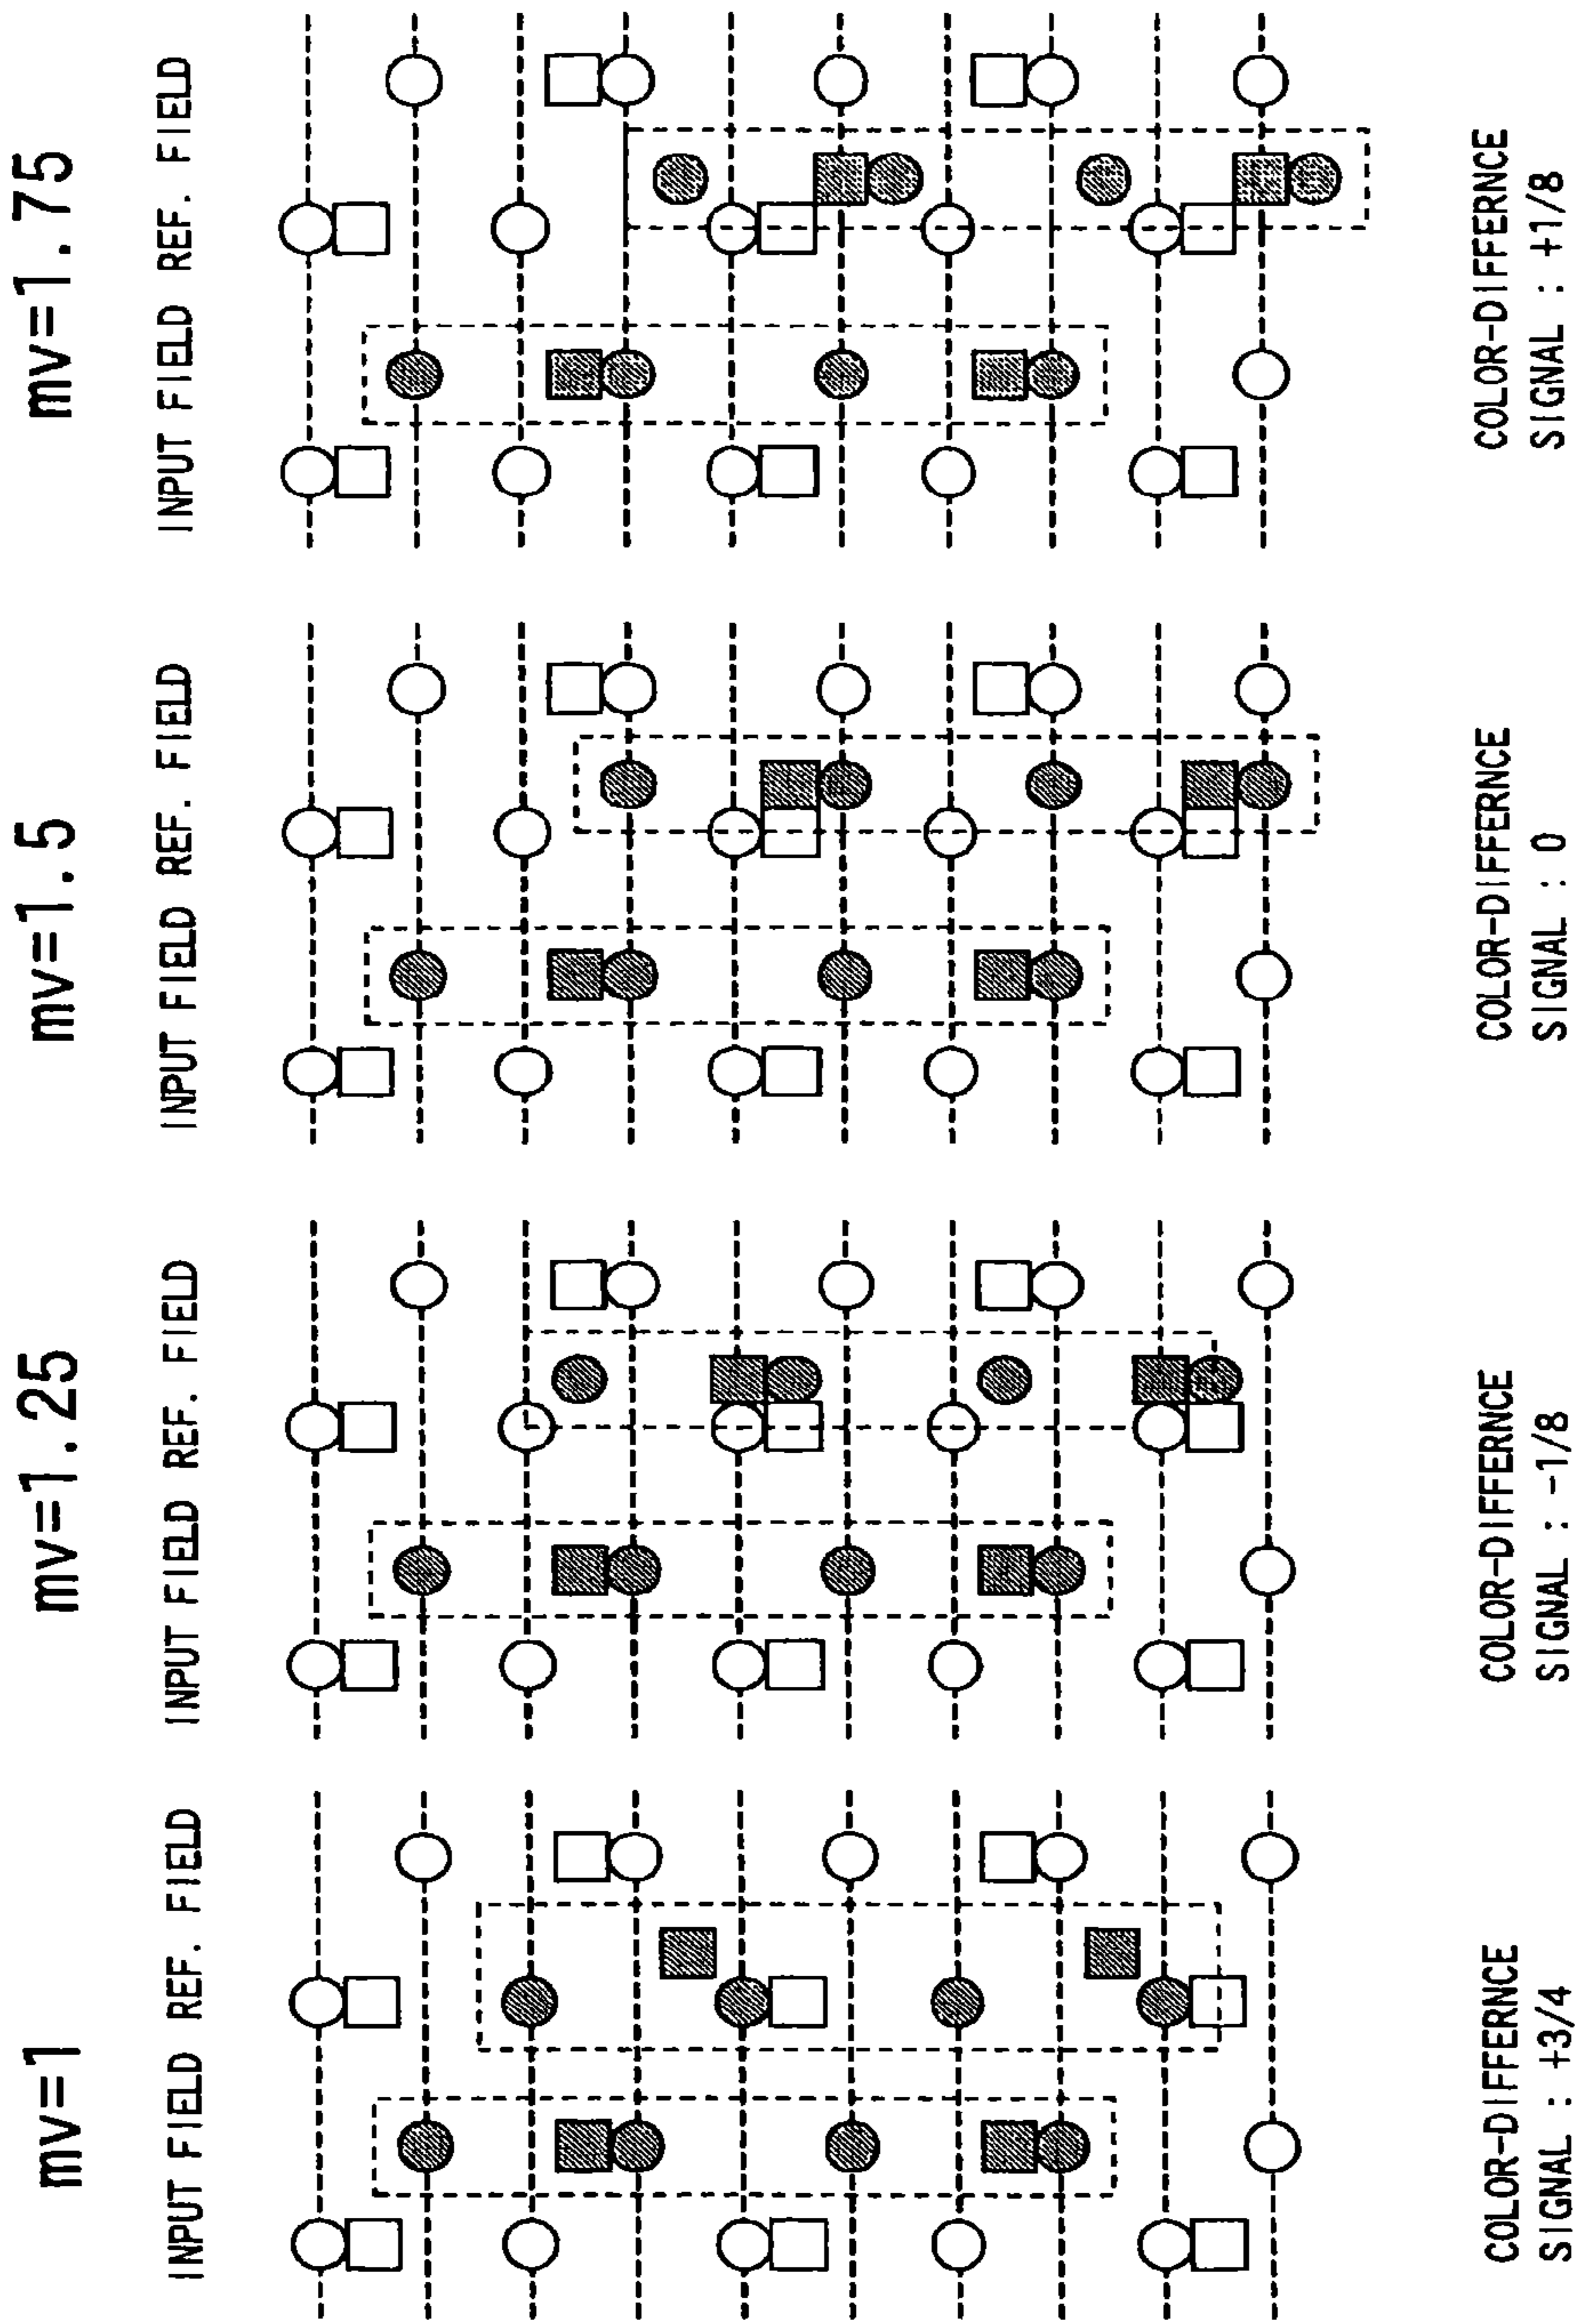 mv=1
INPUT FIELD REF. FIELD
COLOR-DIFFERNCE
SIGNAL : +3/4
mv=1.25
INPUT FIELD REF. FIELD
COLOR-DIFFERNCE
SIGNAL : -1/8
mv=1.5
INPUT FIELD REF. FIELD
COLOR-DIFFERNCE
SIGNAL : 0
mv=1.75
INPUT FIELD REF. FIELD
COLOR-DIFFERNCE
SIGNAL : +1/8